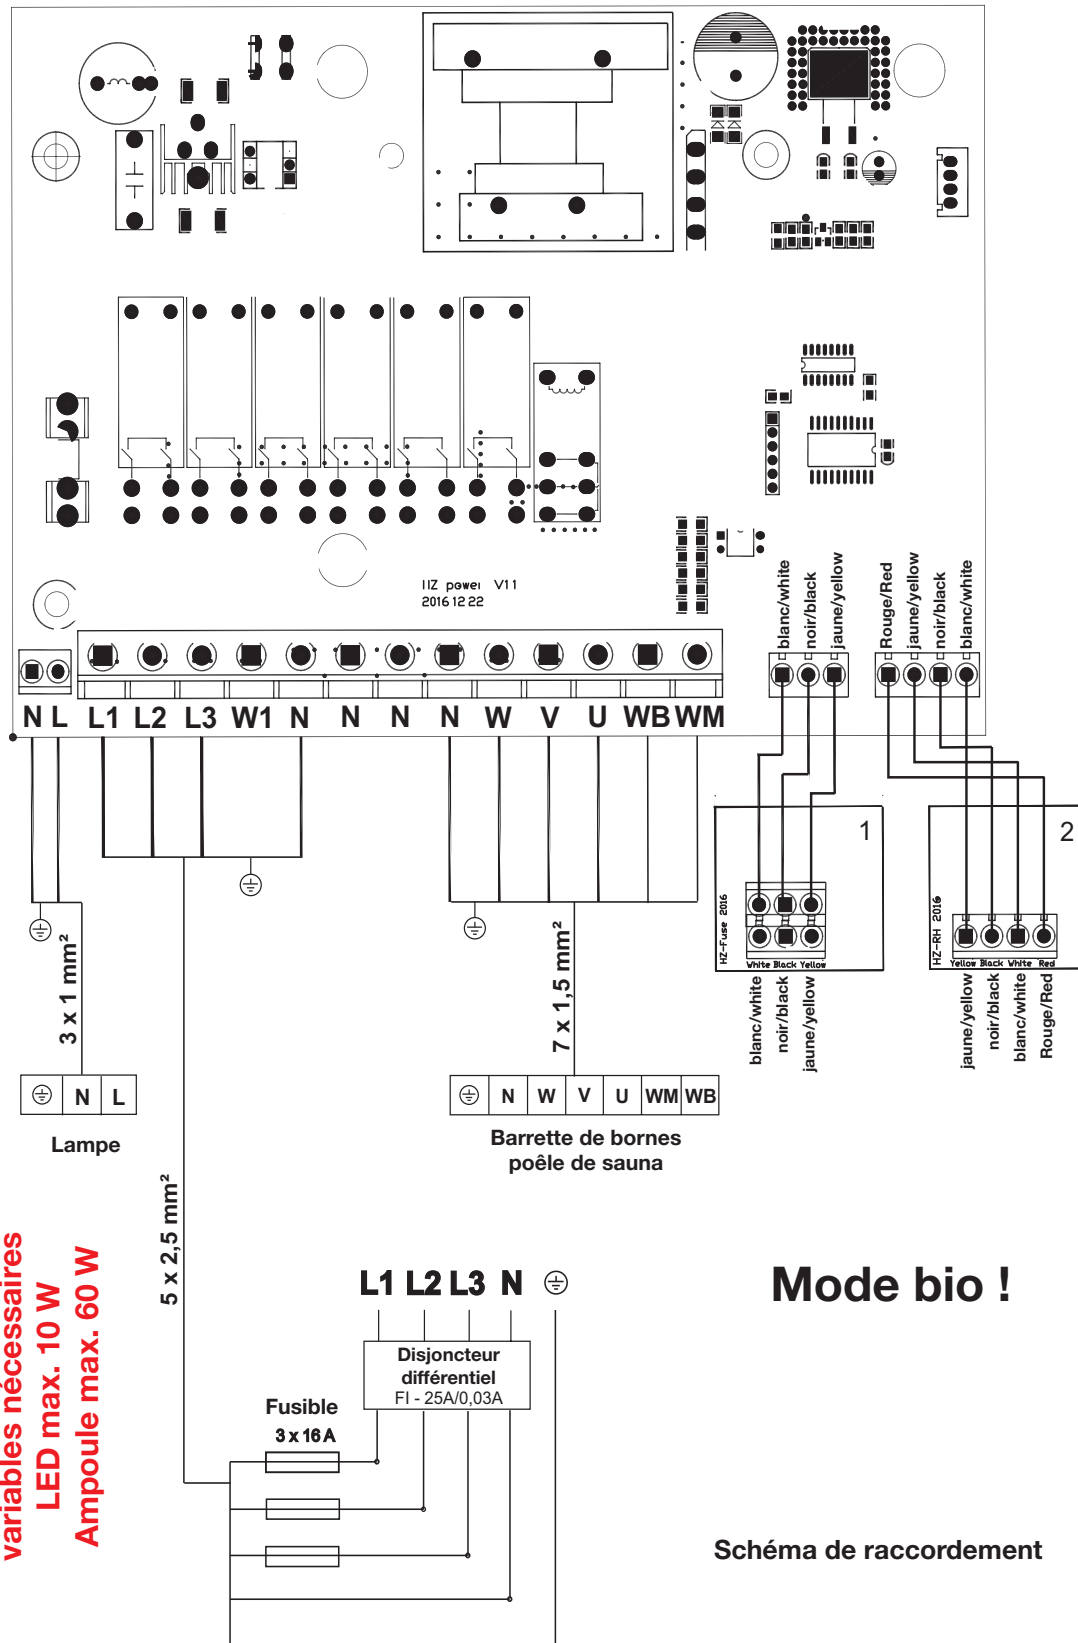 IIZ power V11
2016 12 22
blanc/white
noir/black
jaune/yellow
Rouge/Red
jaune/yellow
noir/black
blanc/white
N L L1 L2 L3 W1 N N N N W V U WB WM
1
2
HZ-Fuse 2016
White Black Yellow
HZ-RH 2016
Yellow Black White Red
blanc/white
noir/black
jaune/yellow
jaune/yellow
noir/black
blanc/white
Rouge/Red
3 x 1 mm²
7 x 1,5 mm²
N L
Lampe
N W V U WM WB
Barrette de bornes
poêle de sauna
5 x 2,5 mm²
variables nécessaires
LED max. 10 W
Ampoule max. 60 W
L1 L2 L3 N
Mode bio !
Disjoncteur
différentiel
FI - 25A/0,03A
Fusible
3 x 16 A
Schéma de raccordement